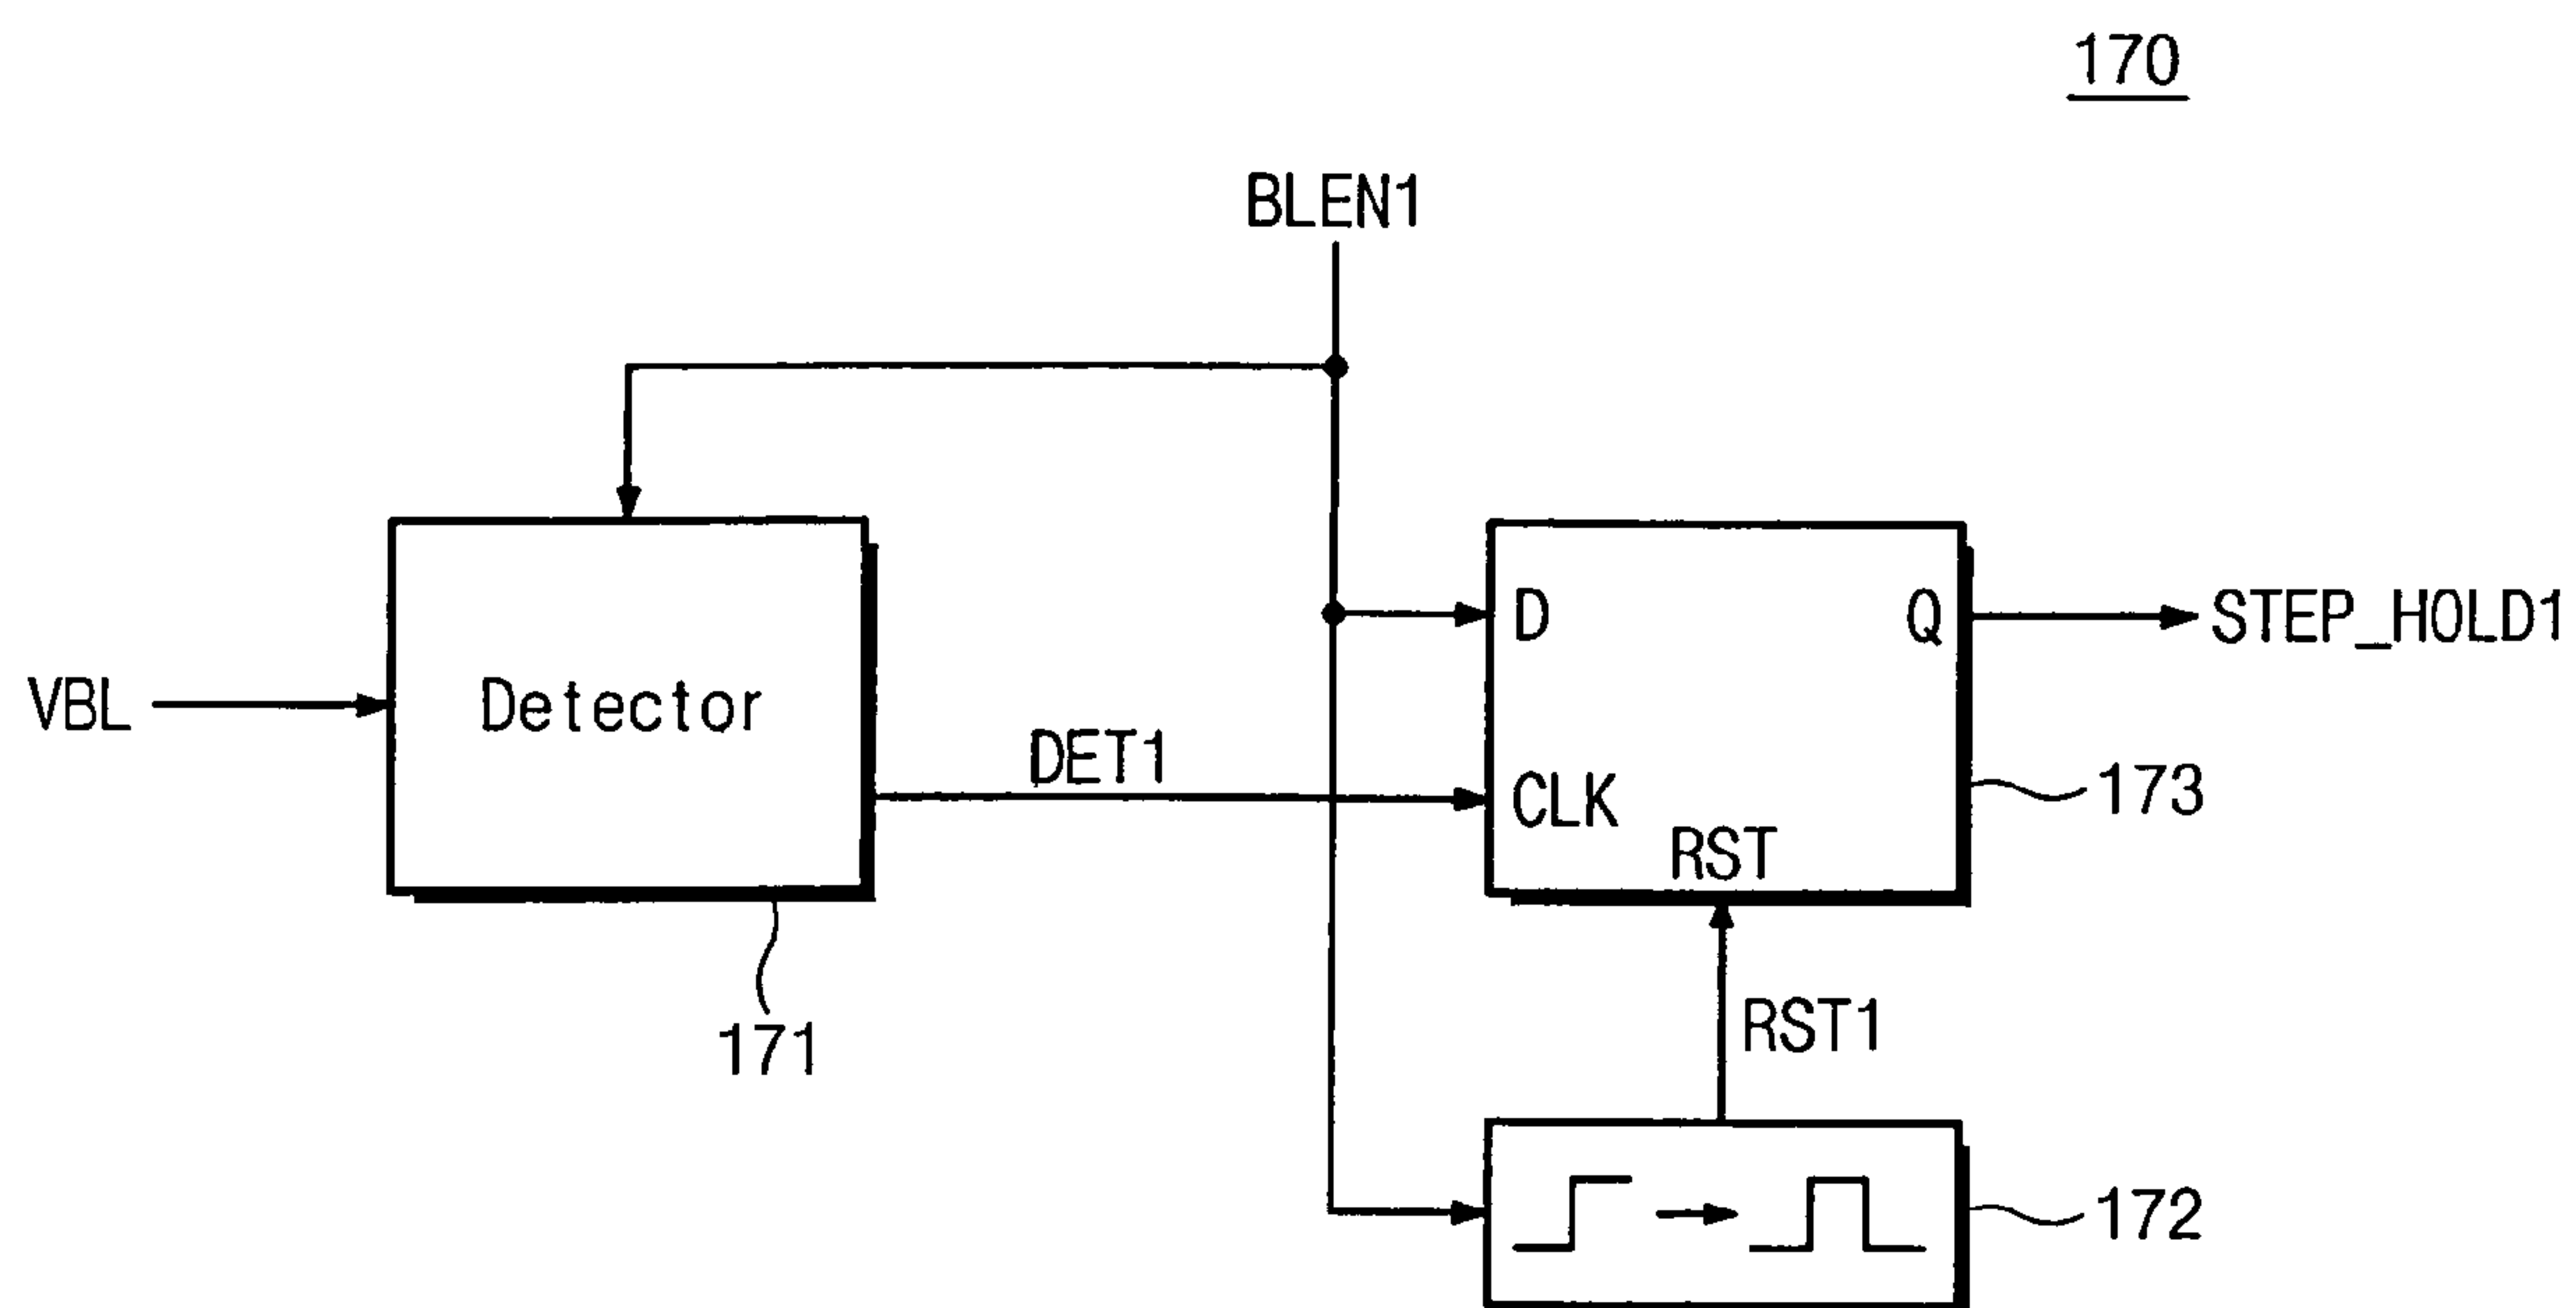 170
BLEN1
D
Q
STEP_HOLD1
VBL
Detector
DET1
CLK
173
RST
171
RST1
172